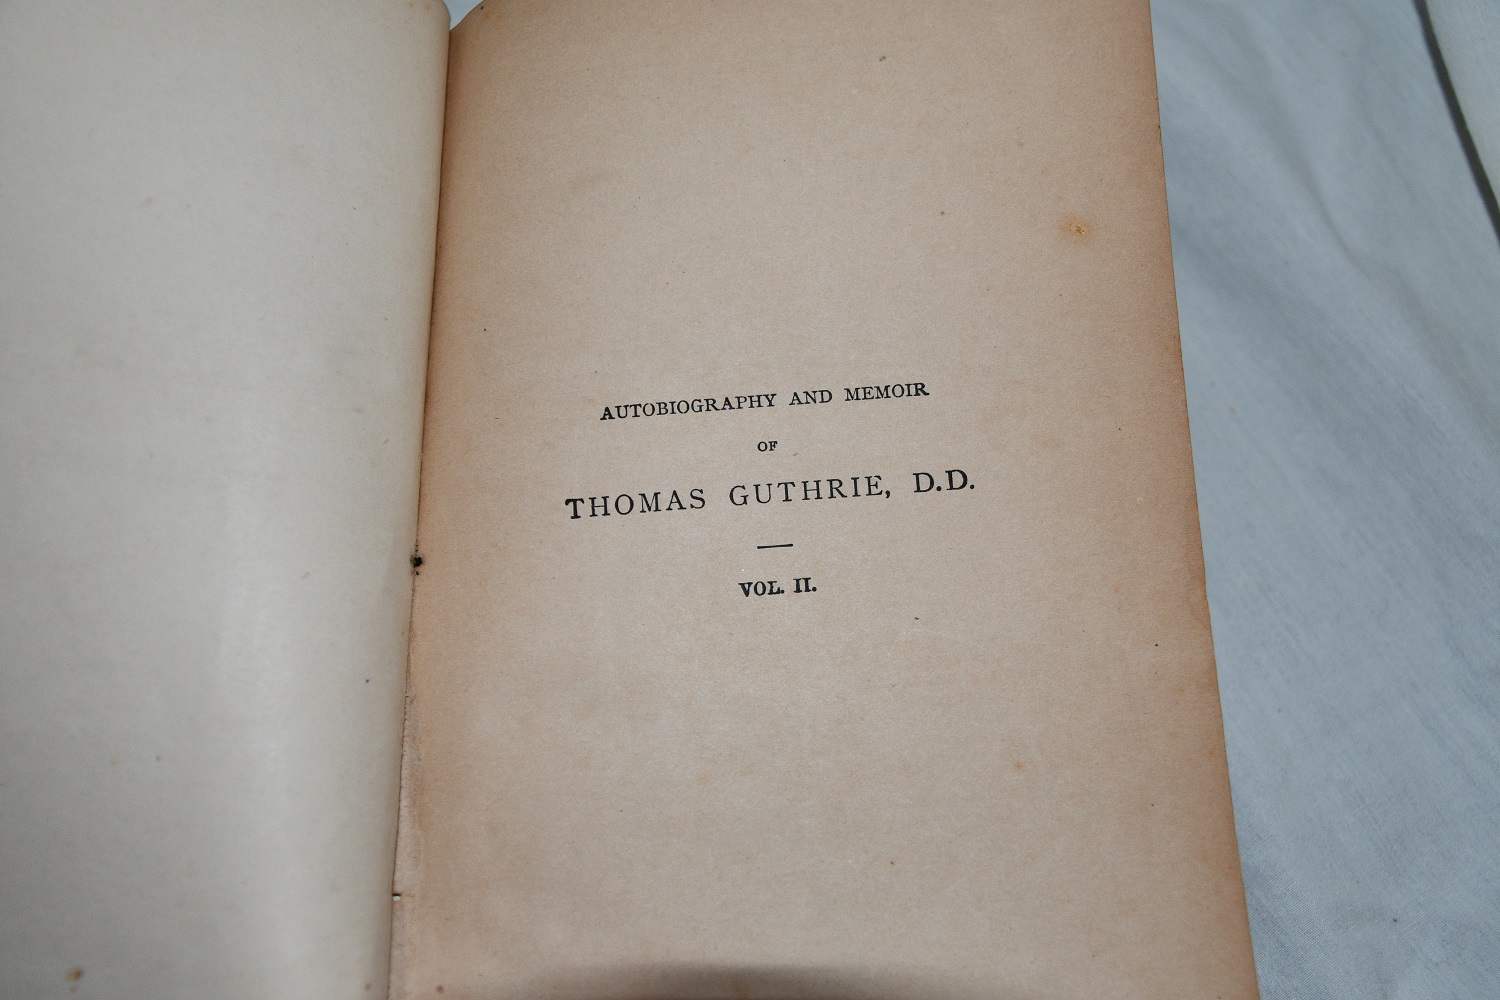 AUTOBIOGRAPHY AND MEMOIR
OF
THOMAS GUTHRIE, D.D.
VOL. II.